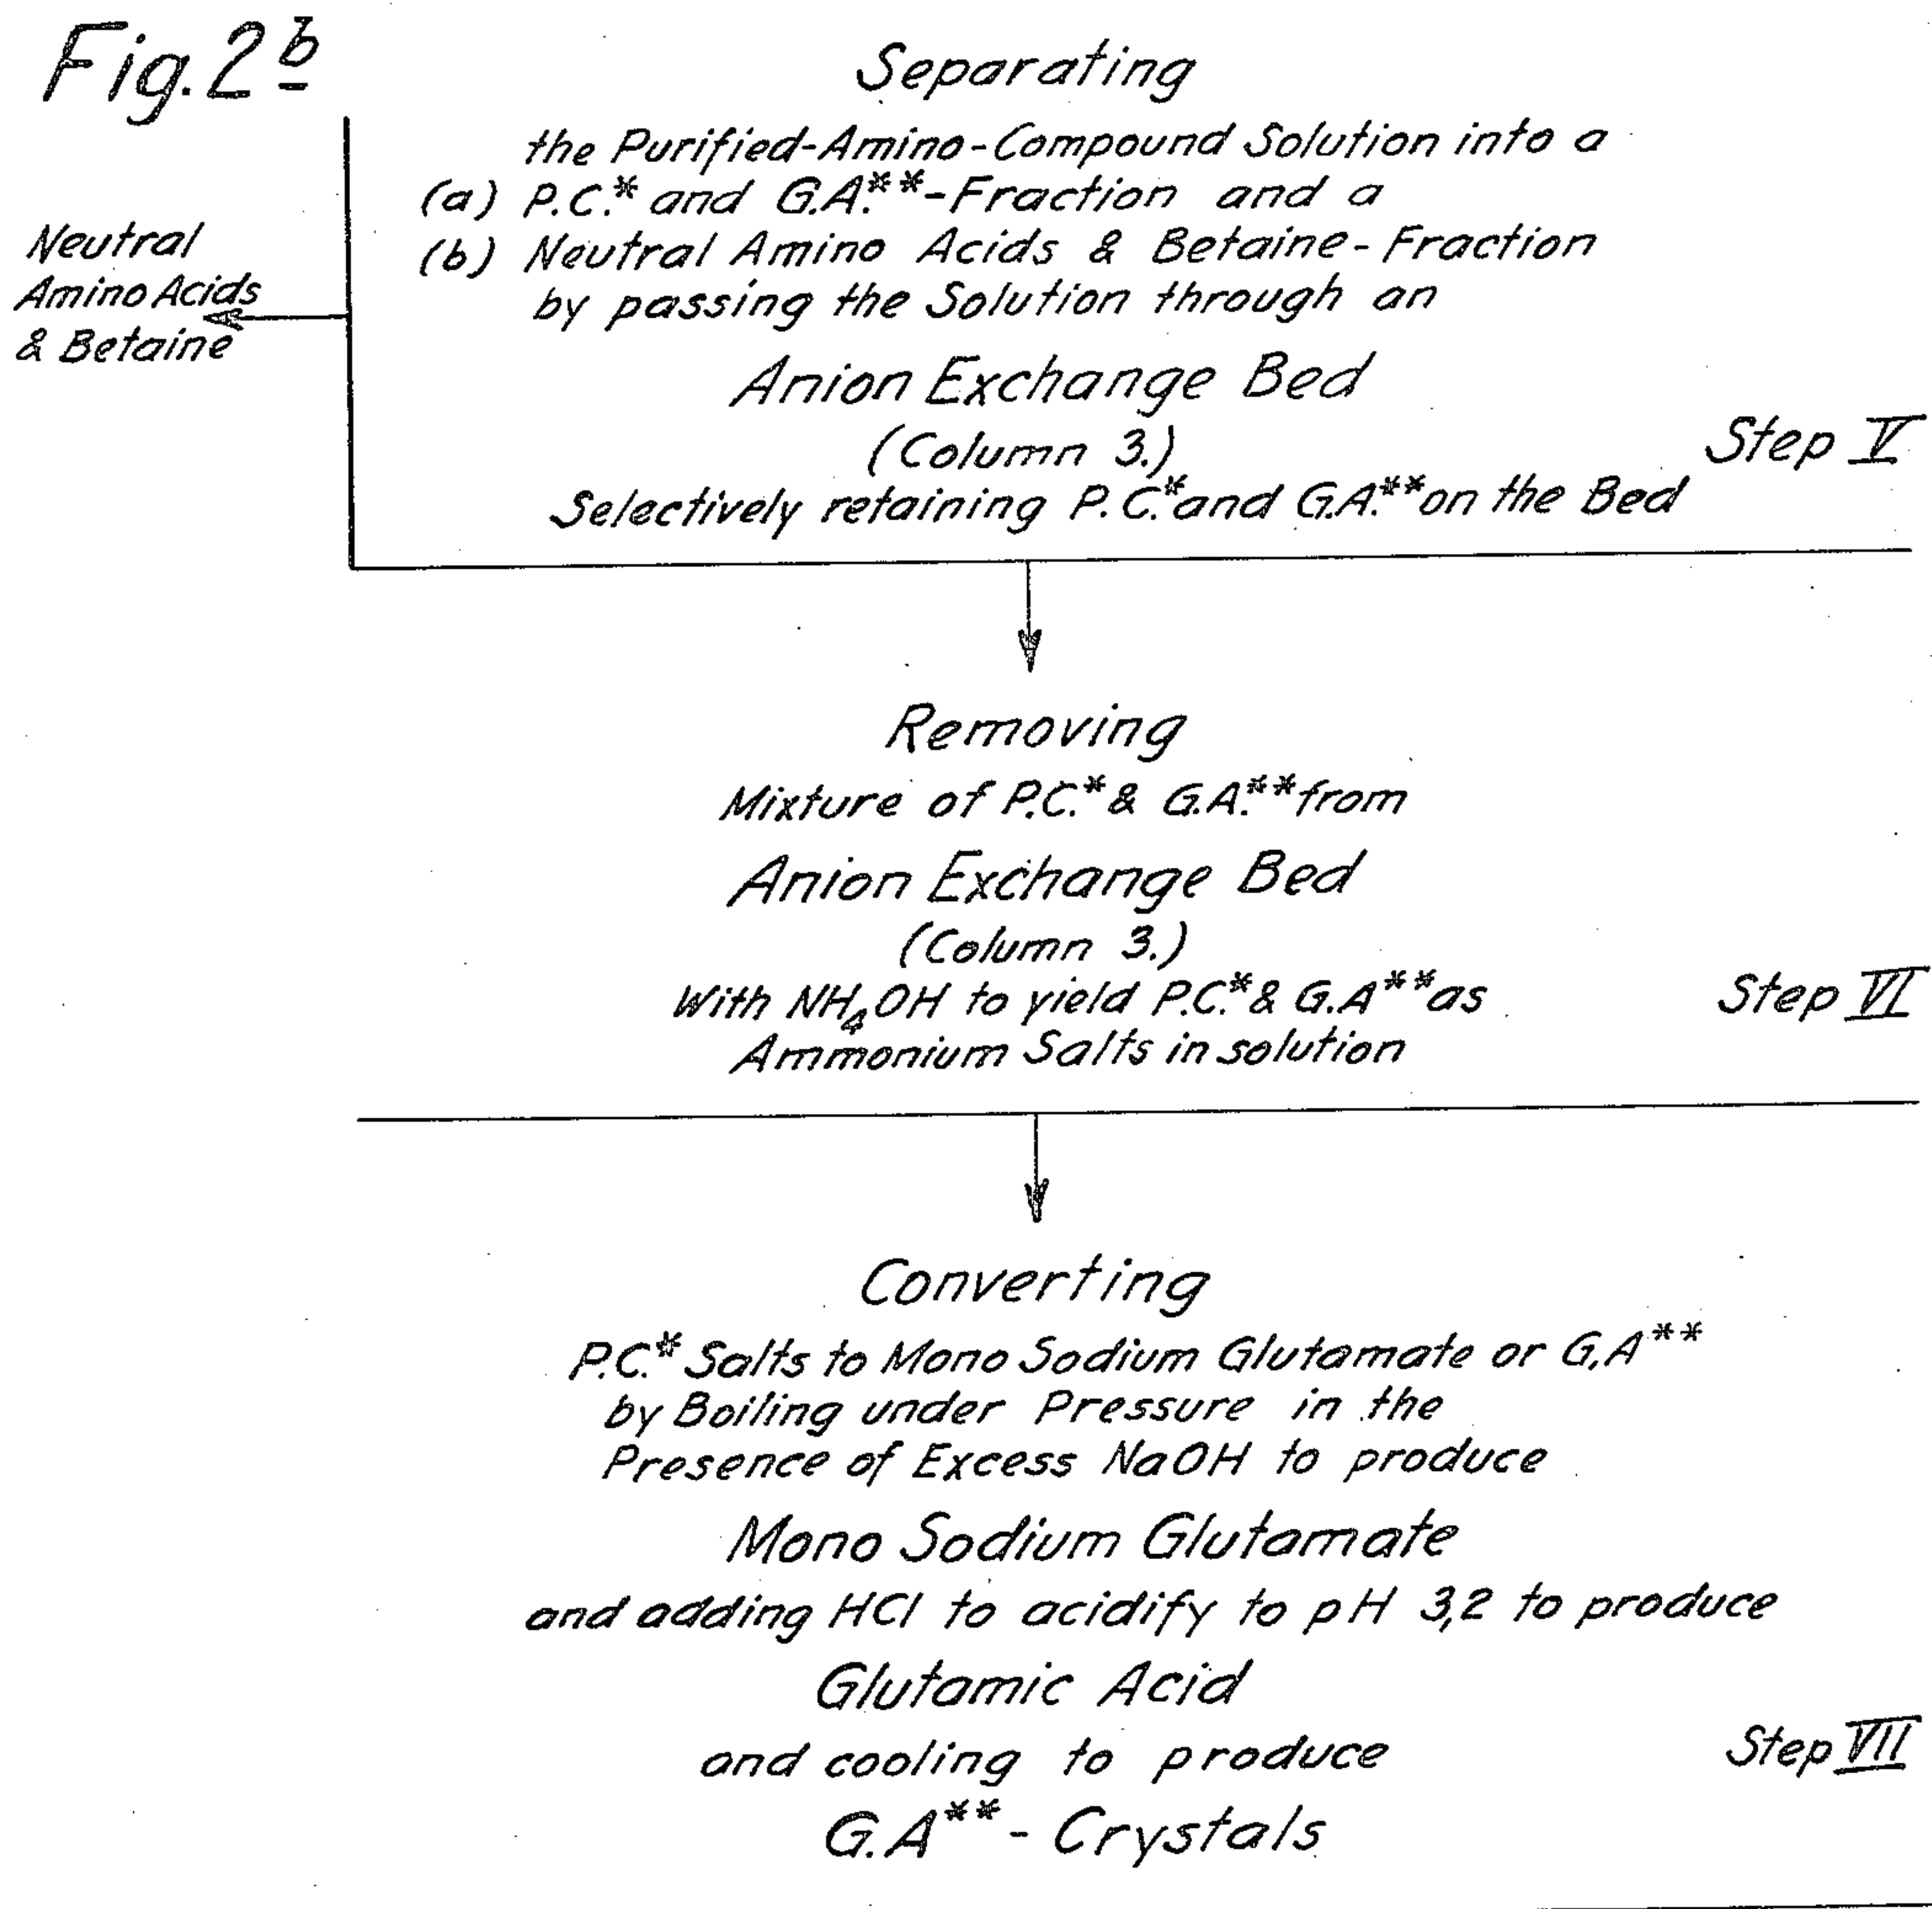 Fig. 2b
Separating
the Purified-Amino-Compound Solution into a
(a) P.C.* and G.A.**-Fraction and a
(b) Neutral Amino Acids & Betaine-Fraction
by passing the Solution through an
Anion Exchange Bed
(Column 3.)
Selectively retaining P.C.* and G.A.** on the Bed
Step V
Neutral
Amino Acids
& Betaine
Removing
Mixture of P.C.* & G.A.** from
Anion Exchange Bed
(Column 3.)
With NH4OH to yield P.C.* & G.A** as
Ammonium Salts in solution
Step VI
Converting
P.C.* Salts to Mono Sodium Glutamate or G.A**
by Boiling under Pressure in the
Presence of Excess NaOH to produce
Mono Sodium Glutamate
and adding HCl to acidify to pH 3,2 to produce
Glutamic Acid
and cooling to produce
G.A** - Crystals
Step VII